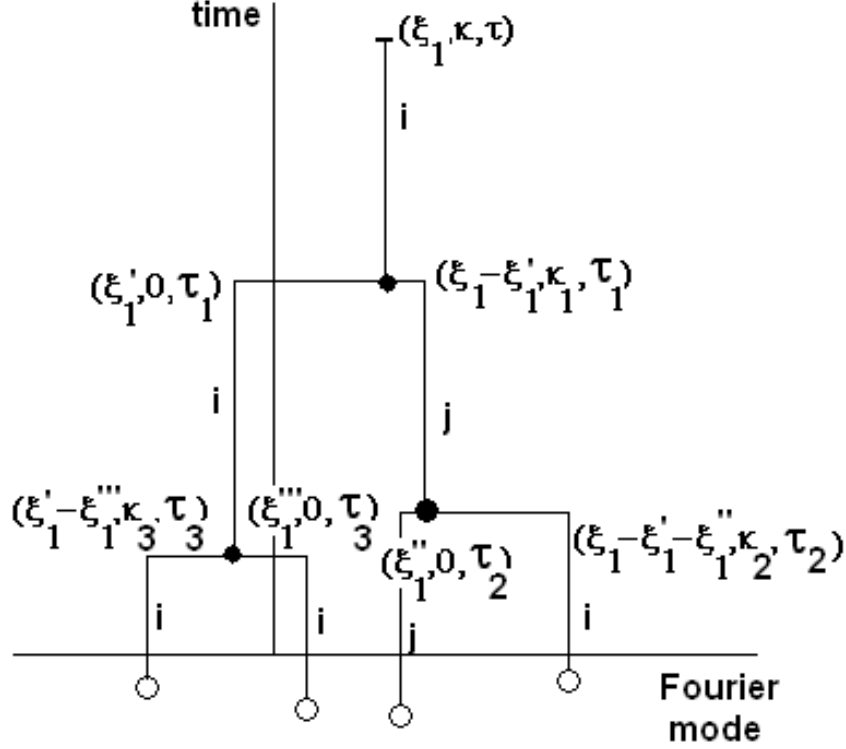 time
(ξ₁,κ,τ)
i
(ξ₁',0,τ₁)
(ξ₁−ξ₁',κ₁,τ₁)
i
j
(ξ₁'−ξ₁''',κ₃,τ₃)
(ξ₁''',0,τ₃)
(ξ₁'',0,τ₂)
(ξ₁−ξ₁'−ξ₁'',κ₂,τ₂)
i
i
j
i
Fourier
mode